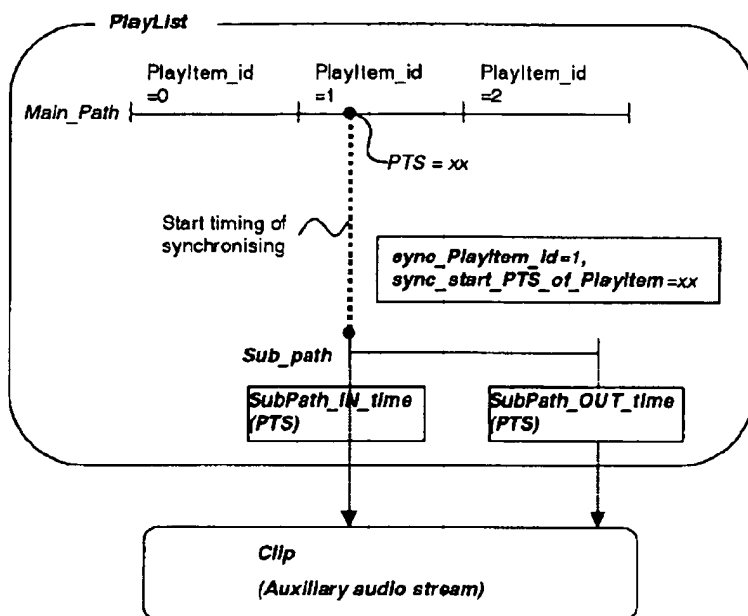 PlayList
PlayItem_id
=0
PlayItem_id
=1
PlayItem_id
=2
Main_Path
PTS = xx
Start timing of
synchronising
sync_PlayItem_id=1,
sync_start_PTS_of_PlayItem=xx
Sub_path
SubPath_IN_time
(PTS)
SubPath_OUT_time
(PTS)
Clip
(Auxiliary audio stream)